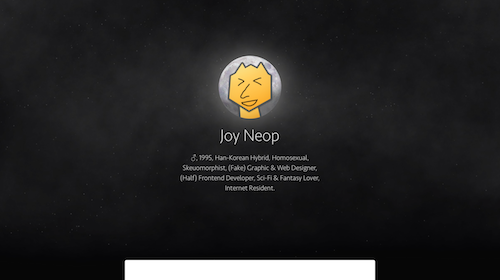 Joy Neop
♂, 1995, Han-Korean Hybrid, Homosexual,
Skeuomorphist, (Fake) Graphic & Web Designer,
(Half) Frontend Developer, Sci-Fi & Fantasy Lover,
Internet Resident.